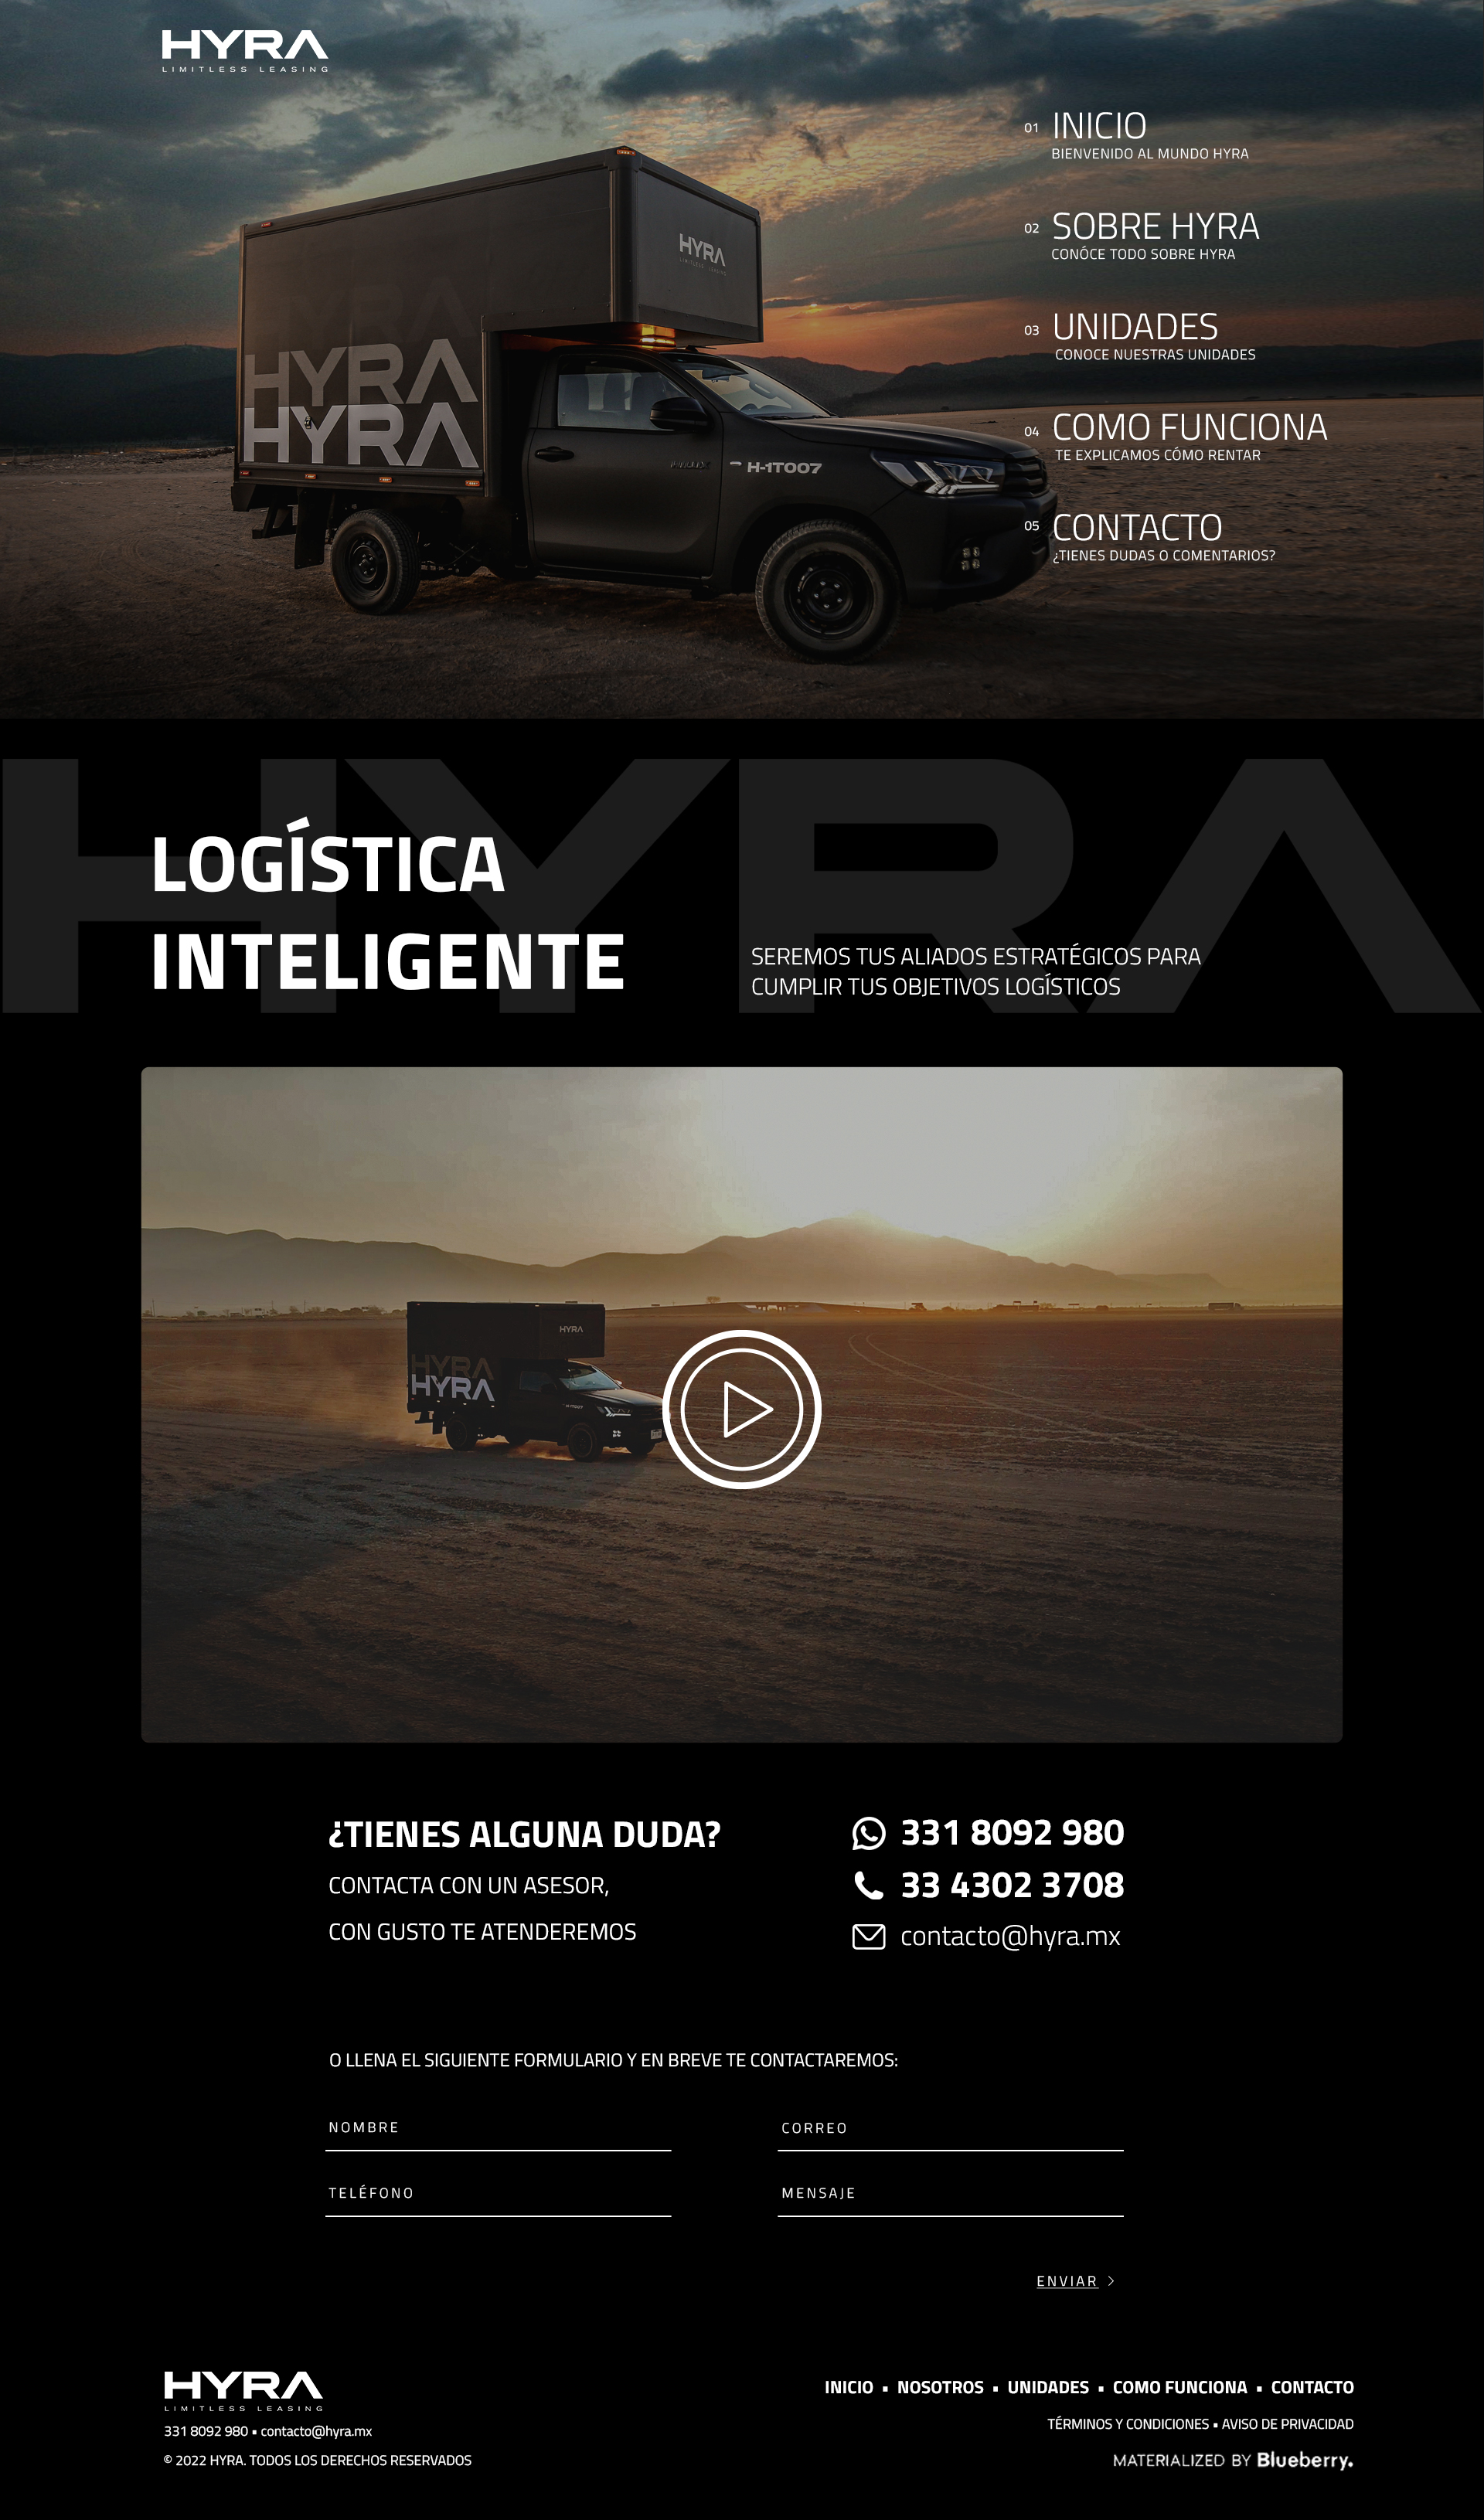 HYRA
LIMITLESS LEASING
01 INICIO
BIENVENIDO AL MUNDO HYRA
02 SOBRE HYRA
CONÓCE TODO SOBRE HYRA
03 UNIDADES
CONOCE NUESTRAS UNIDADES
04 COMO FUNCIONA
TE EXPLICAMOS CÓMO RENTAR
05 CONTACTO
¿TIENES DUDAS O COMENTARIOS?
HYRA
LIMITLESS LEASING
HYRA
HYRA
H-1T007
HYRA
LOGÍSTICA
INTELIGENTE
SEREMOS TUS ALIADOS ESTRATÉGICOS PARA
CUMPLIR TUS OBJETIVOS LOGÍSTICOS
HYRA
HYRA
HYRA
¿TIENES ALGUNA DUDA?
CONTACTA CON UN ASESOR,
CON GUSTO TE ATENDEREMOS
331 8092 980
33 4302 3708
contacto@hyra.mx
O LLENA EL SIGUIENTE FORMULARIO Y EN BREVE TE CONTACTAREMOS:
NOMBRE
CORREO
TELÉFONO
MENSAJE
ENVIAR >
HYRA
LIMITLESS LEASING
331 8092 980 ▪ contacto@hyra.mx
© 2022 HYRA. TODOS LOS DERECHOS RESERVADOS
INICIO ▪ NOSOTROS ▪ UNIDADES ▪ COMO FUNCIONA ▪ CONTACTO
TÉRMINOS Y CONDICIONES ▪ AVISO DE PRIVACIDAD
MATERIALIZED BY Blueberry.